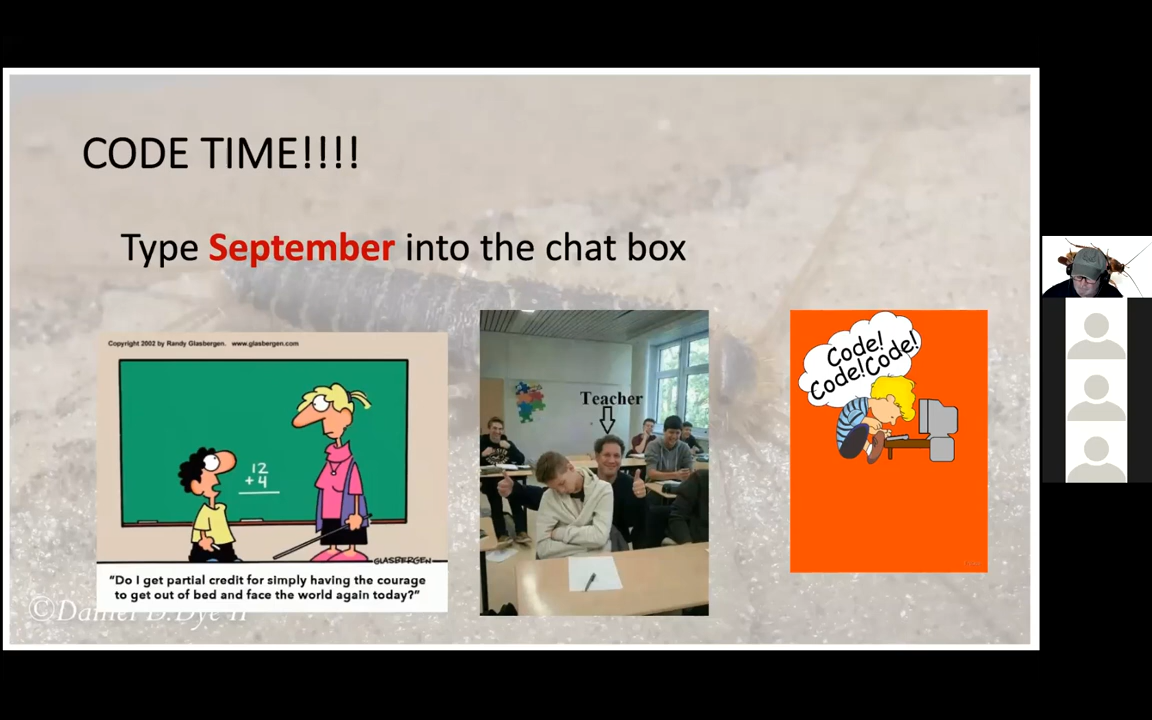 CODE TIME!!!!
Type September into the chat box
Copyright 2002 by Randy Glasbergen. www.glasbergen.com
12
+ 4
GLASBERGEN
“Do I get partial credit for simply having the courage
to get out of bed and face the world again today?”
Teacher
Code!
Code!Code!
©Daniel B.Dye II